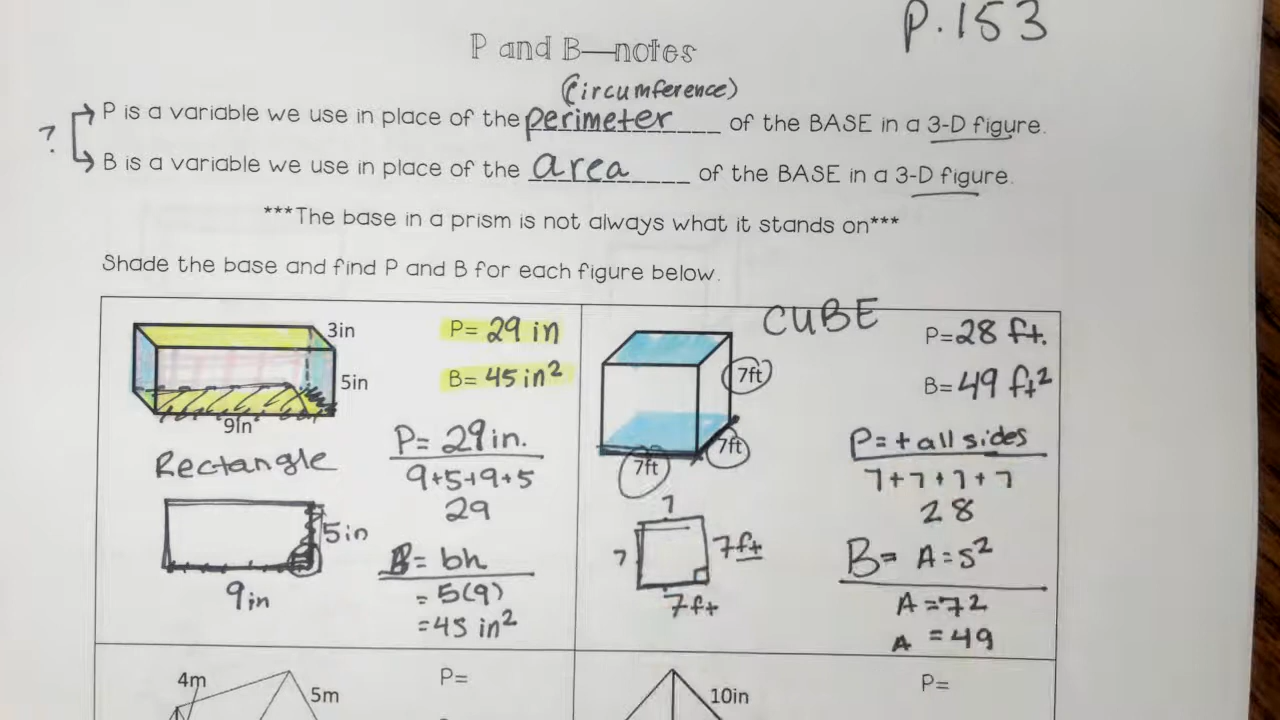 P.153
P and B—notes
(Circumference)
? P is a variable we use in place of the perimeter of the BASE in a 3-D figure.
B is a variable we use in place of the area of the BASE in a 3-D figure.
***The base in a prism is not always what it stands on***
Shade the base and find P and B for each figure below.
3in
5in
9in
P= 29 in
B= 45 in²
Rectangle
5in
9in
P= 29in.
9+5+9+5
29
B= bh
= 5(9)
=45 in²
CUBE
7ft
7ft
7ft
P=28 ft.
B=49 ft²
7
7
7ft
7ft
P=+ all sides
7+7+7+7
28
B= A=s²
A=72
A =49
4m
5m
P=
10in
P=